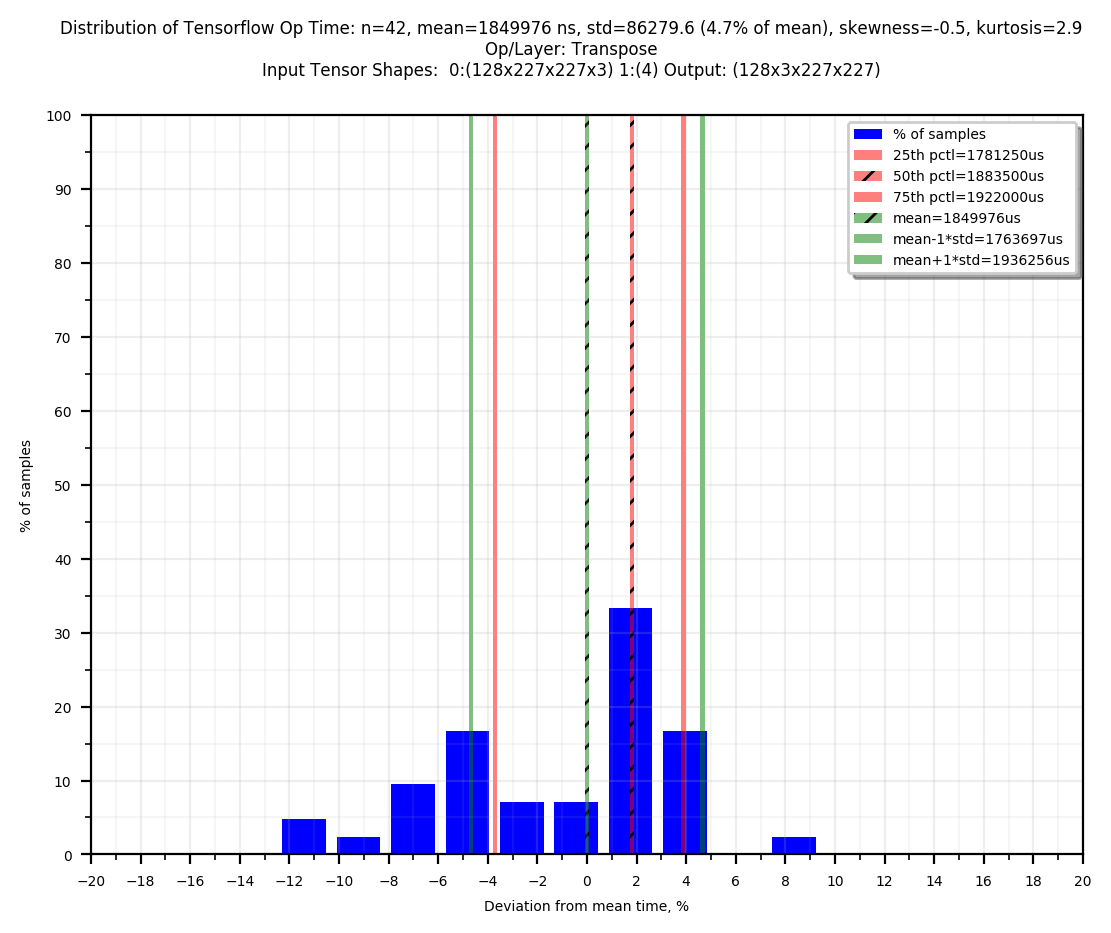 Distribution of Tensorflow Op Time: n=42, mean=1849976 ns, std=86279.6 (4.7% of mean), skewness=-0.5, kurtosis=2.9
Op/Layer: Transpose
Input Tensor Shapes:  0:(128x227x227x3) 1:(4) Output: (128x3x227x227)
100
90
80
70
60
50
40
30
20
10
0
% of samples
% of samples
25th pctl=1781250us
50th pctl=1883500us
75th pctl=1922000us
mean=1849976us
mean-1*std=1763697us
mean+1*std=1936256us
−20 −18 −16 −14 −12 −10 −8 −6 −4 −2 0 2 4 6 8 10 12 14 16 18 20
Deviation from mean time, %